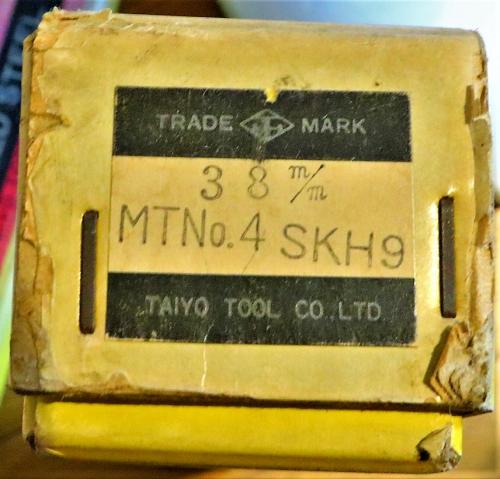 TRADE MARK
38 m/m
MTNo.4 SKH9
TAIYO TOOL CO.LTD